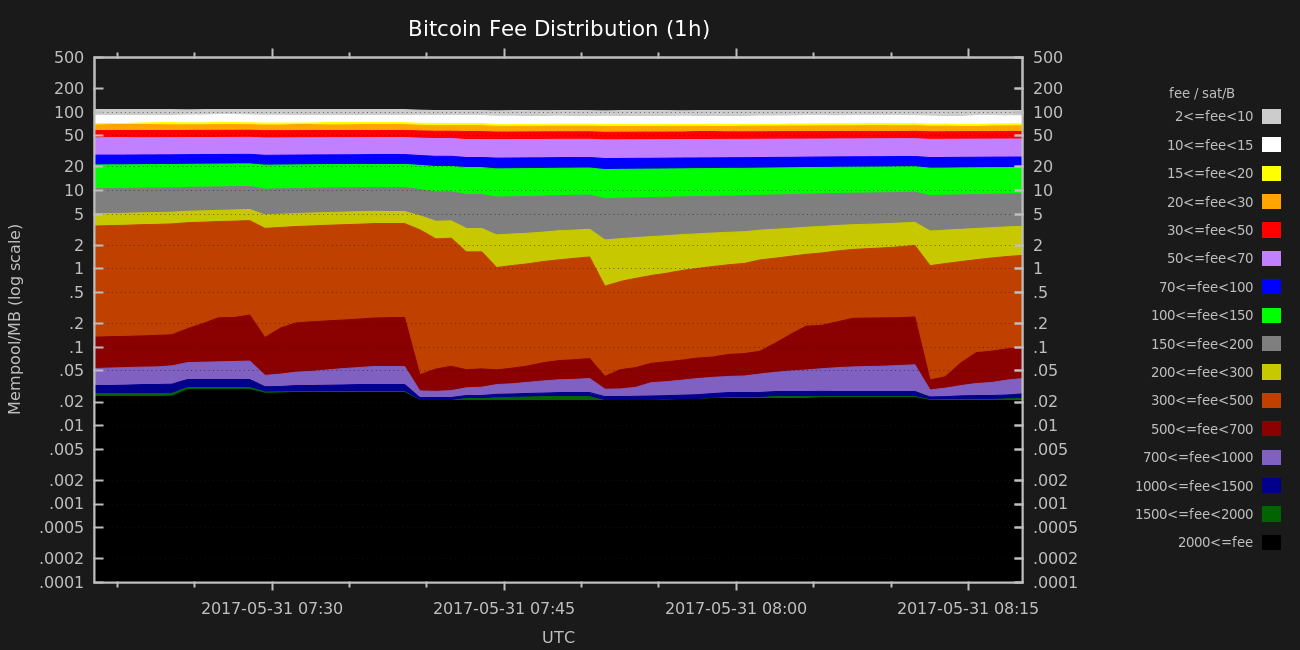 Bitcoin Fee Distribution (1h)
500 500
200 200
100 100
50 50
20 20
10 10
5 5
2 2
1 1
.5 .5
.2 .2
.1 .1
.05 .05
.02 .02
.01 .01
.005 .005
.002 .002
.001 .001
.0005 .0005
.0002 .0002
.0001 .0001
Mempool/MB (log scale)
2017-05-31 07:30 2017-05-31 07:45 2017-05-31 08:00 2017-05-31 08:15
UTC
fee / sat/B
2<=fee<10
10<=fee<15
15<=fee<20
20<=fee<30
30<=fee<50
50<=fee<70
70<=fee<100
100<=fee<150
150<=fee<200
200<=fee<300
300<=fee<500
500<=fee<700
700<=fee<1000
1000<=fee<1500
1500<=fee<2000
2000<=fee